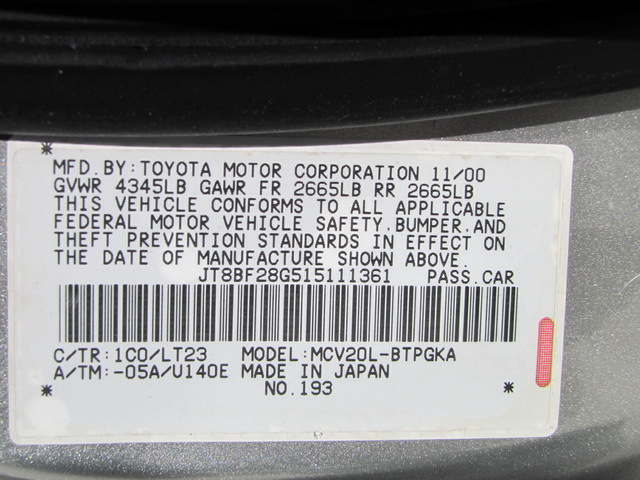 MFD. BY: TOYOTA MOTOR CORPORATION 11/00
GVWR 4345LB GAWR FR 2665LB RR 2665LB
THIS VEHICLE CONFORMS TO ALL APPLICABLE
FEDERAL MOTOR VEHICLE SAFETY, BUMPER, AND
THEFT PREVENTION STANDARDS IN EFFECT ON
THE DATE OF MANUFACTURE SHOWN ABOVE.
JT8BF28G515111361 PASS. CAR
C/TR: 1C0/LT23 MODEL: MCV20L-BTPGKA
A/TM: -05A/U140E MADE IN JAPAN
NO. 193